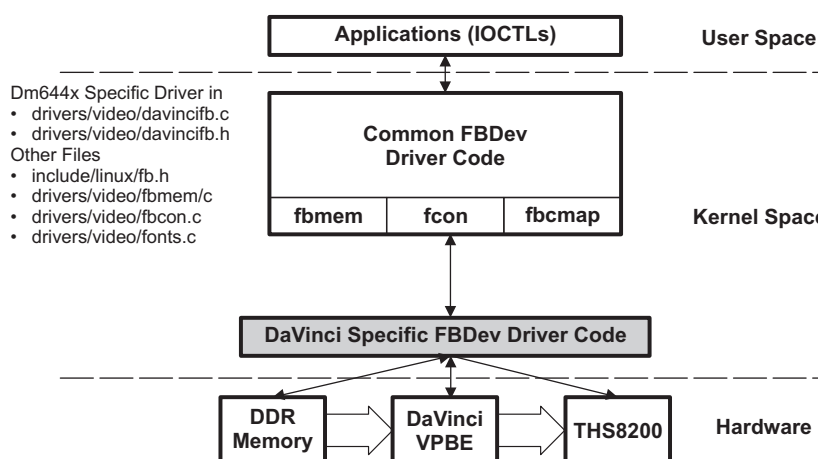 Applications (IOCTLs)
User Space
Dm644x Specific Driver in
• drivers/video/davincifb.c
• drivers/video/davincifb.h
Other Files
• include/linux/fb.h
• drivers/video/fbmem/c
• drivers/video/fbcon.c
• drivers/video/fonts.c
Common FBDev
Driver Code
fbmem
fcon
fbcmap
Kernel Space
DaVinci Specific FBDev Driver Code
DDR
Memory
DaVinci
VPBE
THS8200
Hardware